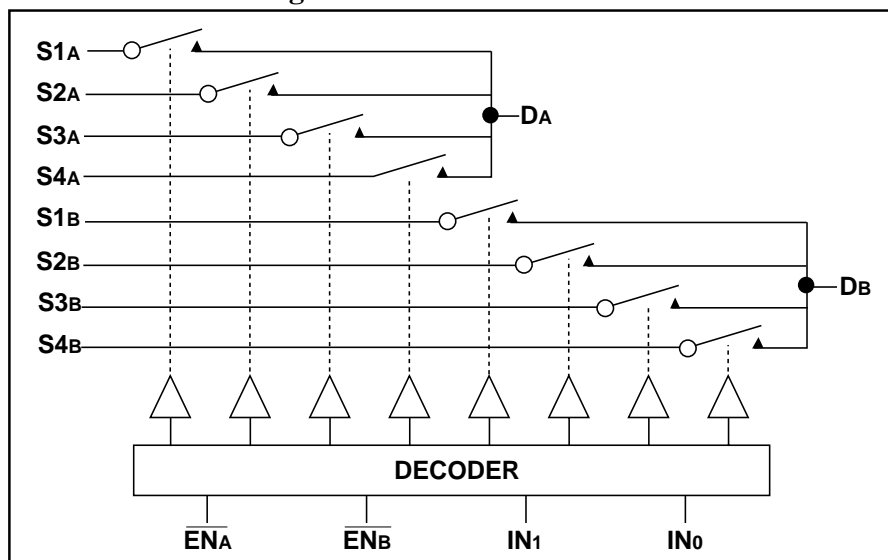 S1A
S2A
S3A
DA
S4A
S1B
S2B
DB
S3B
S4B
DECODER
ENA ENB IN1 IN0